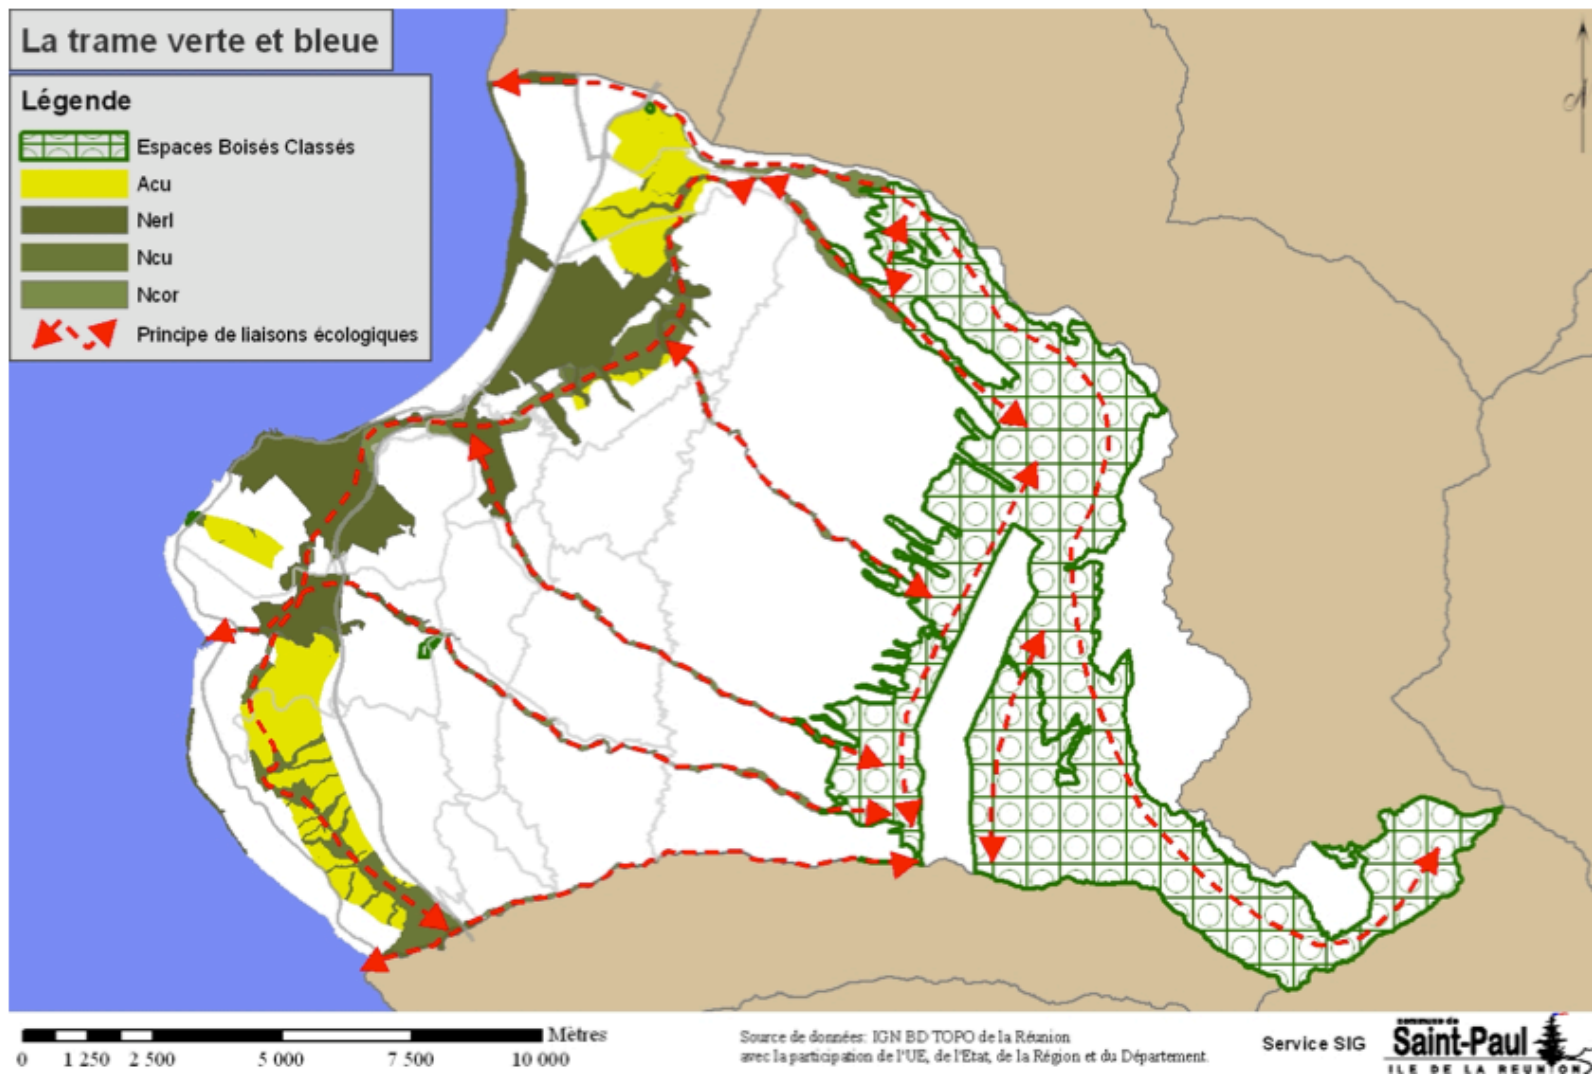 La trame verte et bleue
Légende
Espaces Boisés Classés
Acu
Nerl
Ncu
Ncor
Principe de liaisons écologiques
Mètres
0 1 250 2 500 5 000 7 500 10 000
Source de données: IGN BD TOPO de la Réunion
avec la participation de l'UE, de l'Etat, de la Région et du Département.
Service SIG
commune de
Saint-Paul
ILE DE LA REUNION